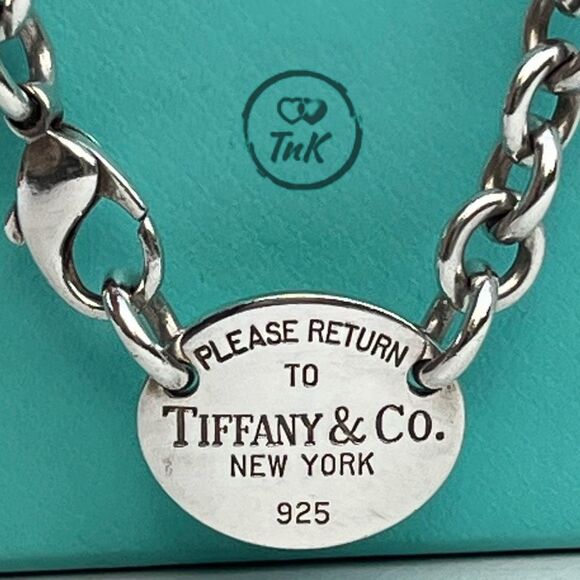 TnK
PLEASE RETURN
TO
TIFFANY & CO.
NEW YORK
925